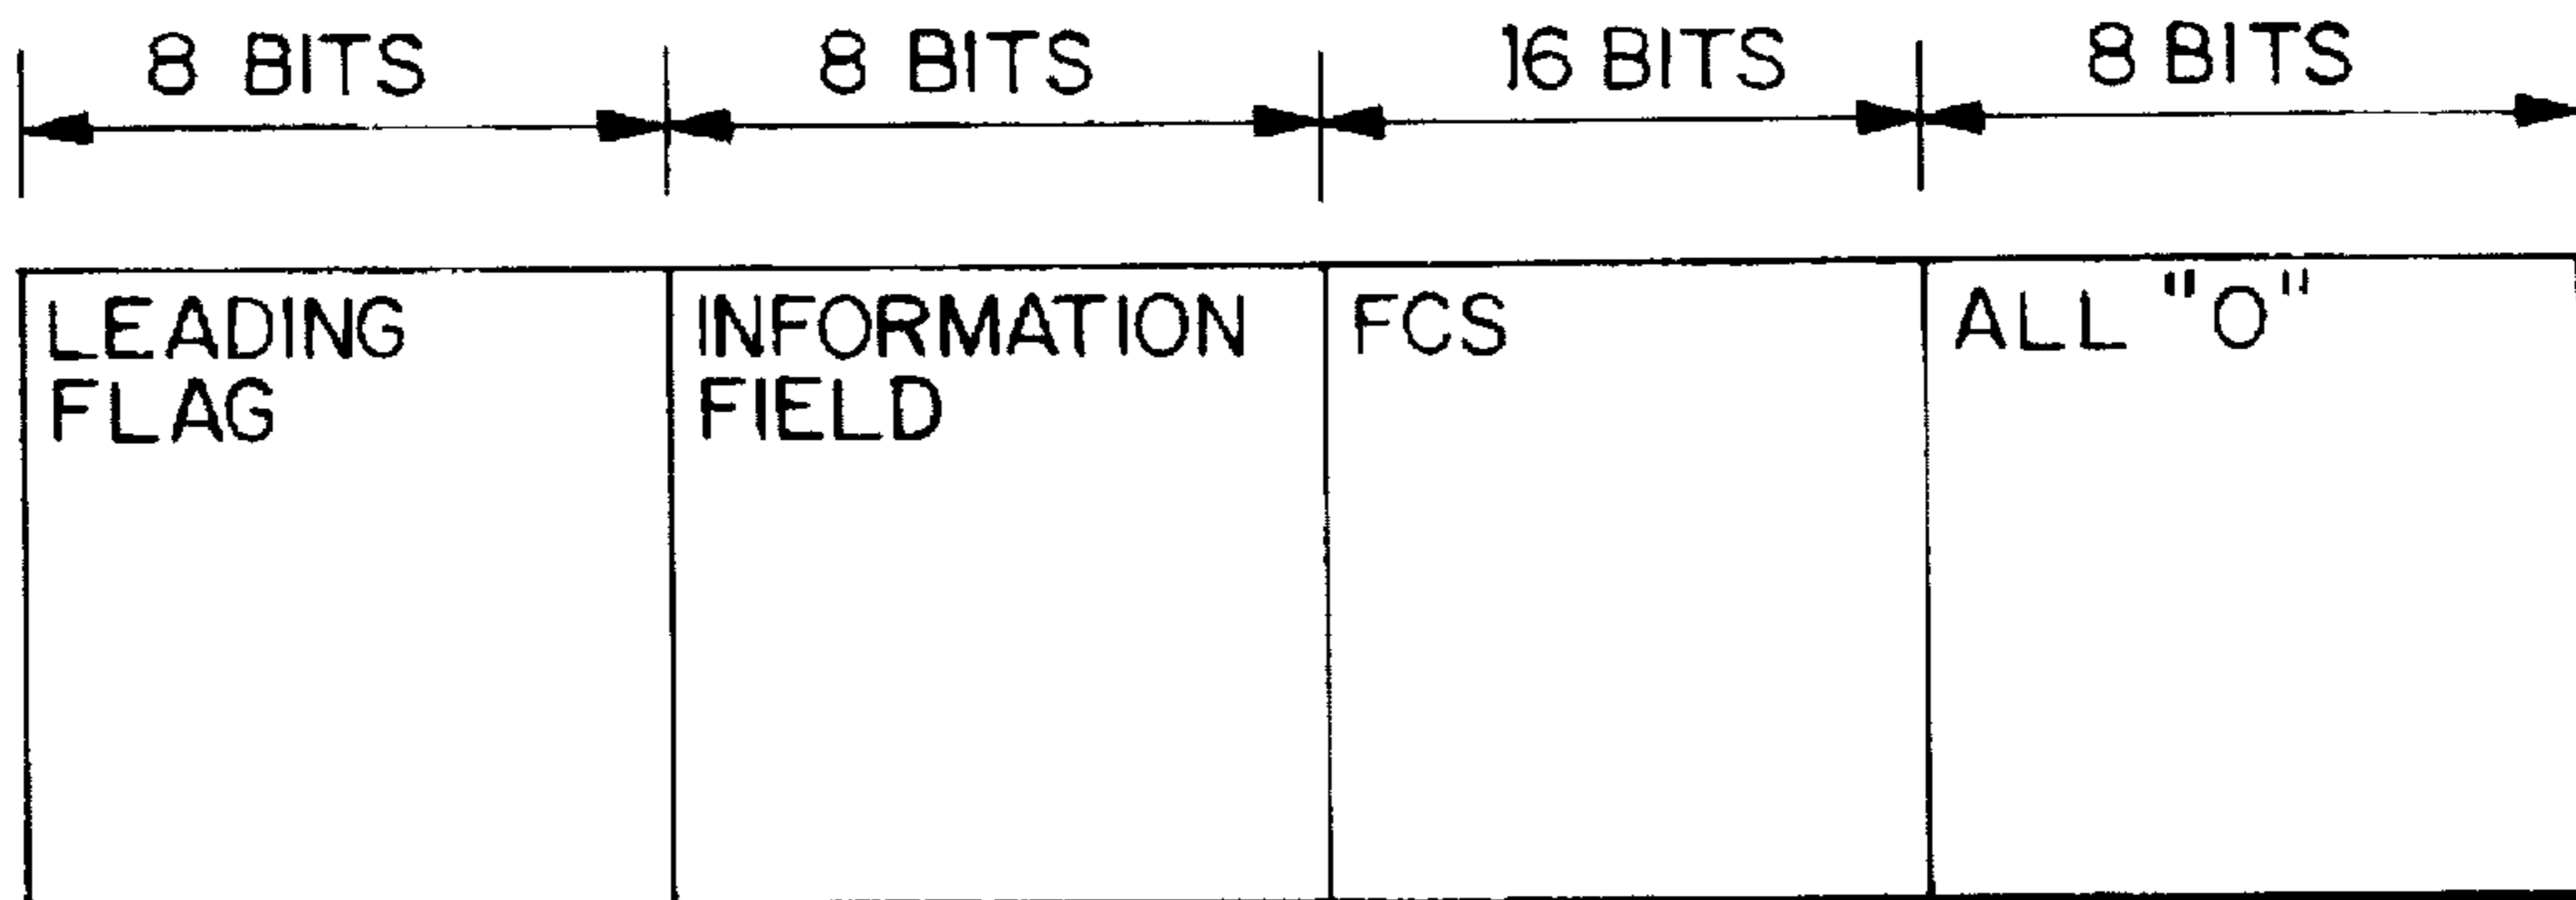 8 BITS 8 BITS 16 BITS 8 BITS
LEADING FLAG
INFORMATION FIELD
FCS
ALL "0"